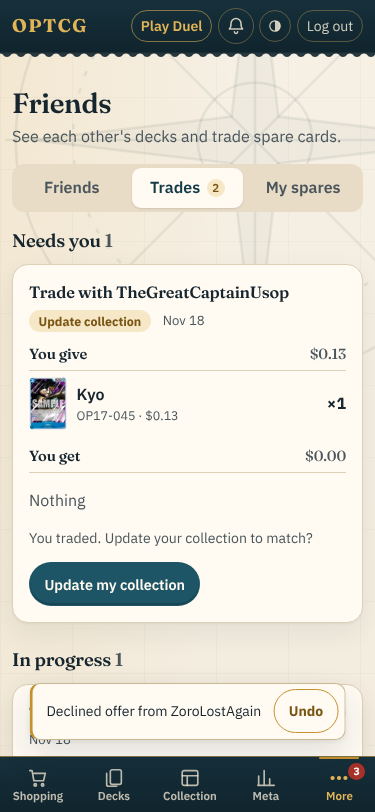 OPTCG
Play Duel
Log out
Friends
See each other's decks and trade spare cards.
Friends
Trades 2
My spares
Needs you 1
Trade with TheGreatCaptainUsop
Update collection
Nov 18
You give
$0.13
SAMPLE
Kyo
OP17-045 · $0.13
×1
You get
$0.00
Nothing
You traded. Update your collection to match?
Update my collection
In progress 1
Declined offer from ZoroLostAgain
Undo
3
Shopping
Decks
Collection
Meta
More